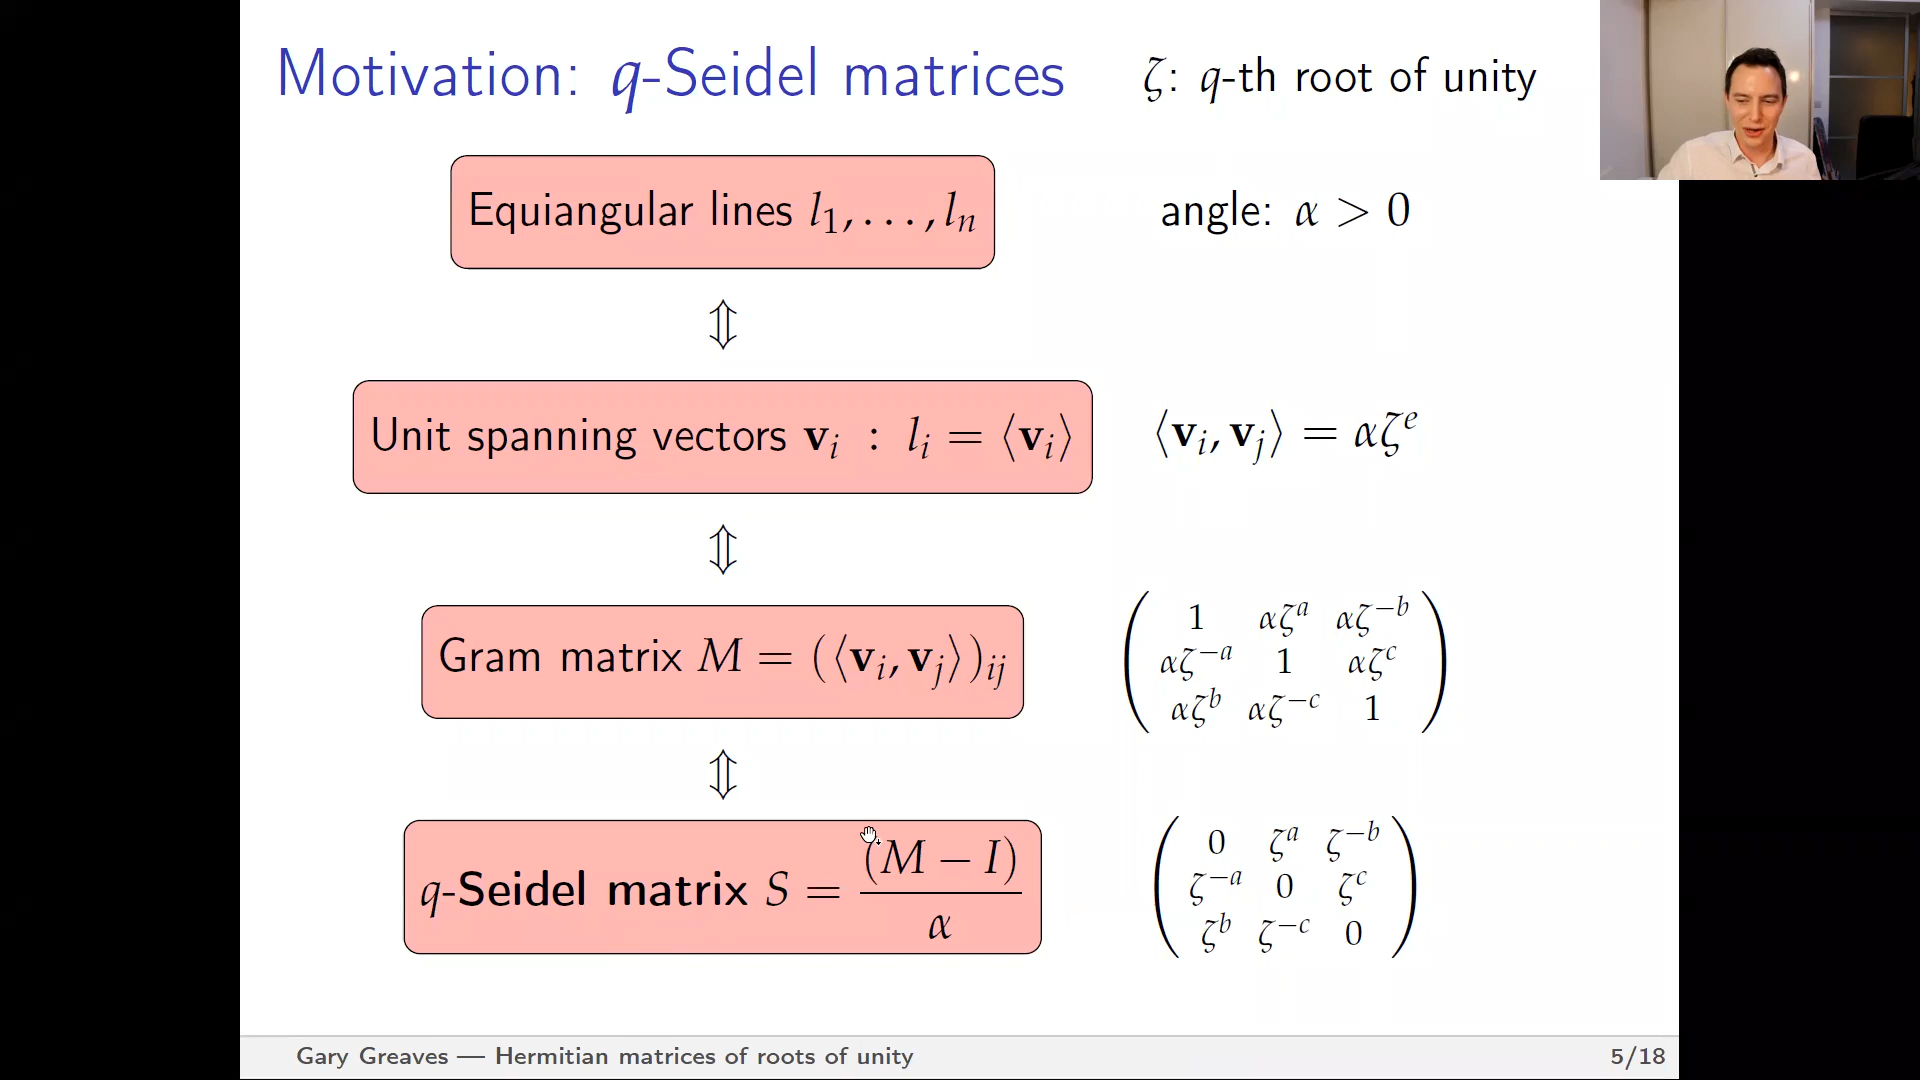 Motivation: q-Seidel matrices ζ: q-th root of unity
Equiangular lines l₁, . . . , lₙ angle: α > 0
⇕
Unit spanning vectors vᵢ : lᵢ = ⟨vᵢ⟩ ⟨vᵢ, vⱼ⟩ = αζᵉ
⇕
Gram matrix M = (⟨vᵢ, vⱼ⟩)ᵢⱼ
1 αζᵃ αζ⁻ᵇ
αζ⁻ᵃ 1 αζᶜ
αζᵇ αζ⁻ᶜ 1
⇕
q-Seidel matrix S = (M − I) / α
0 ζᵃ ζ⁻ᵇ
ζ⁻ᵃ 0 ζᶜ
ζᵇ ζ⁻ᶜ 0
Gary Greaves — Hermitian matrices of roots of unity 5/18